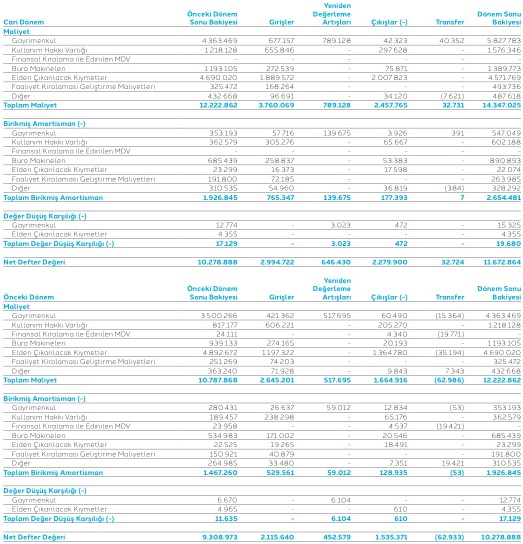 Cari Dönem Önceki Dönem Sonu Bakiyesi Girişler Yeniden Değerleme Artışları Çıkışlar (-) Transfer Dönem Sonu Bakiyesi
Maliyet
Gayrimenkul 4.363.469 677.157 789.128 42.323 40.352 5.827.783
Kullanım Hakkı Varlığı 1.218.128 655.846 - 297.628 - 1.576.346
Finansal Kiralama ile Edinilen MDV - - - - - -
Büro Makineleri 1.193.105 272.539 - 75.871 - 1.389.773
Elden Çıkarılacak Kıymetler 4.690.020 1.889.572 - 2.007.823 - 4.571.769
Faaliyet Kiralaması Geliştirme Maliyetleri 325.472 168.264 - - - 493.736
Diğer 432.668 96.691 - 34.120 (7.621) 487.618
Toplam Maliyet 12.222.862 3.760.069 789.128 2.457.765 32.731 14.347.025
Birikmiş Amortisman (-)
Gayrimenkul 353.193 57.716 139.675 3.926 391 547.049
Kullanım Hakkı Varlığı 362.579 305.276 - 65.667 - 602.188
Finansal Kiralama ile Edinilen MDV - - - - - -
Büro Makineleri 685.439 258.837 - 53.383 - 890.893
Elden Çıkarılacak Kıymetler 23.299 16.373 - 17.598 - 22.074
Faaliyet Kiralaması Geliştirme Maliyetleri 191.800 72.185 - - - 263.985
Diğer 310.535 54.960 - 36.819 (384) 328.292
Toplam Birikmiş Amortisman 1.926.845 765.347 139.675 177.393 7 2.654.481
Değer Düşüş Karşılığı (-)
Gayrimenkul 12.774 - 3.023 472 - 15.325
Elden Çıkarılacak Kıymetler 4.355 - - - - 4.355
Toplam Değer Düşüş Karşılığı (-) 17.129 - 3.023 472 - 19.680
Net Defter Değeri 10.278.888 2.994.722 646.430 2.279.900 32.724 11.672.864
Önceki Dönem Önceki Dönem Sonu Bakiyesi Girişler Yeniden Değerleme Artışları Çıkışlar (-) Transfer Dönem Sonu Bakiyesi
Maliyet
Gayrimenkul 3.500.266 421.362 517.695 60.490 (15.364) 4.363.469
Kullanım Hakkı Varlığı 817.177 606.221 - 205.270 - 1.218.128
Finansal Kiralama ile Edinilen MDV 24.111 - - 4.340 (19.771) -
Büro Makineleri 939.133 274.165 - 20.193 - 1.193.105
Elden Çıkarılacak Kıymetler 4.892.672 1.197.322 - 1.364.780 (35.194) 4.690.020
Faaliyet Kiralaması Geliştirme Maliyetleri 251.269 74.203 - - - 325.472
Diğer 363.240 71.928 - 9.843 7.343 432.668
Toplam Maliyet 10.787.868 2.645.201 517.695 1.664.916 (62.986) 12.222.862
Birikmiş Amortisman (-)
Gayrimenkul 280.431 26.637 59.012 12.834 (53) 353.193
Kullanım Hakkı Varlığı 189.457 238.298 - 65.176 - 362.579
Finansal Kiralama ile Edinilen MDV 23.958 - - 4.537 (19.421) -
Büro Makineleri 534.983 171.002 - 20.546 - 685.439
Elden Çıkarılacak Kıymetler 22.525 19.265 - 18.491 - 23.299
Faaliyet Kiralaması Geliştirme Maliyetleri 150.921 40.879 - - - 191.800
Diğer 264.985 33.480 - 7.351 19.421 310.535
Toplam Birikmiş Amortisman 1.467.260 529.561 59.012 128.935 (53) 1.926.845
Değer Düşüş Karşılığı (-)
Gayrimenkul 6.670 - 6.104 - - 12.774
Elden Çıkarılacak Kıymetler 4.965 - - 610 - 4.355
Toplam Değer Düşüş Karşılığı (-) 11.635 - 6.104 610 - 17.129
Net Defter Değeri 9.308.973 2.115.640 452.579 1.535.371 (62.933) 10.278.888